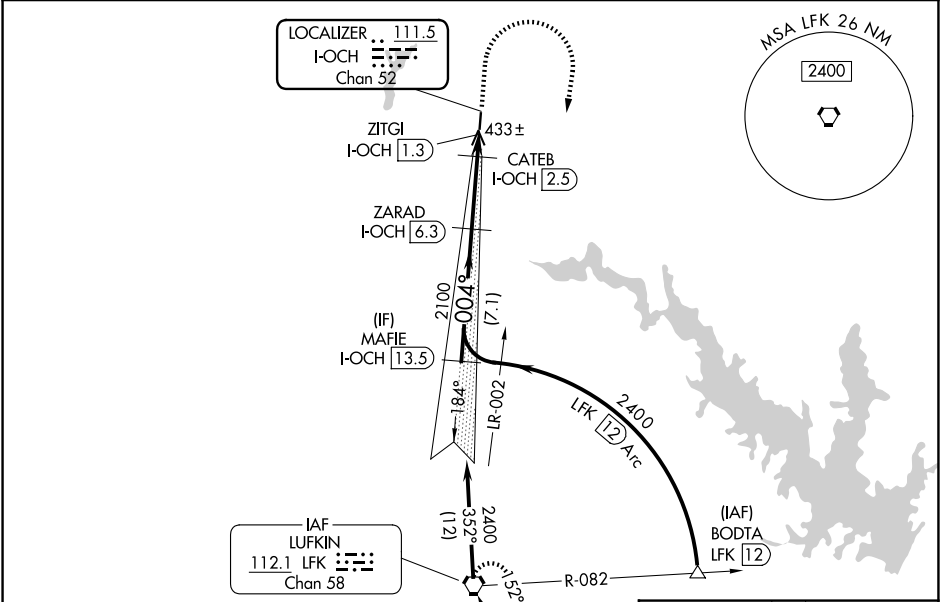 LOCALIZER 111.5
I-OCH
Chan 52
MSA LFK 26 NM
2400
ZITGI
I-OCH 1.3
433±
CATEB
I-OCH 2.5
ZARAD
I-OCH 6.3
2100
004°
(7.1)
(IF)
MAFIE
I-OCH 13.5
184°
LR-002
2400
LFK 12 Arc
2400
352°
(12)
IAF
LUFKIN
112.1 LFK
Chan 58
(IAF)
BODTA
LFK 12
R-082